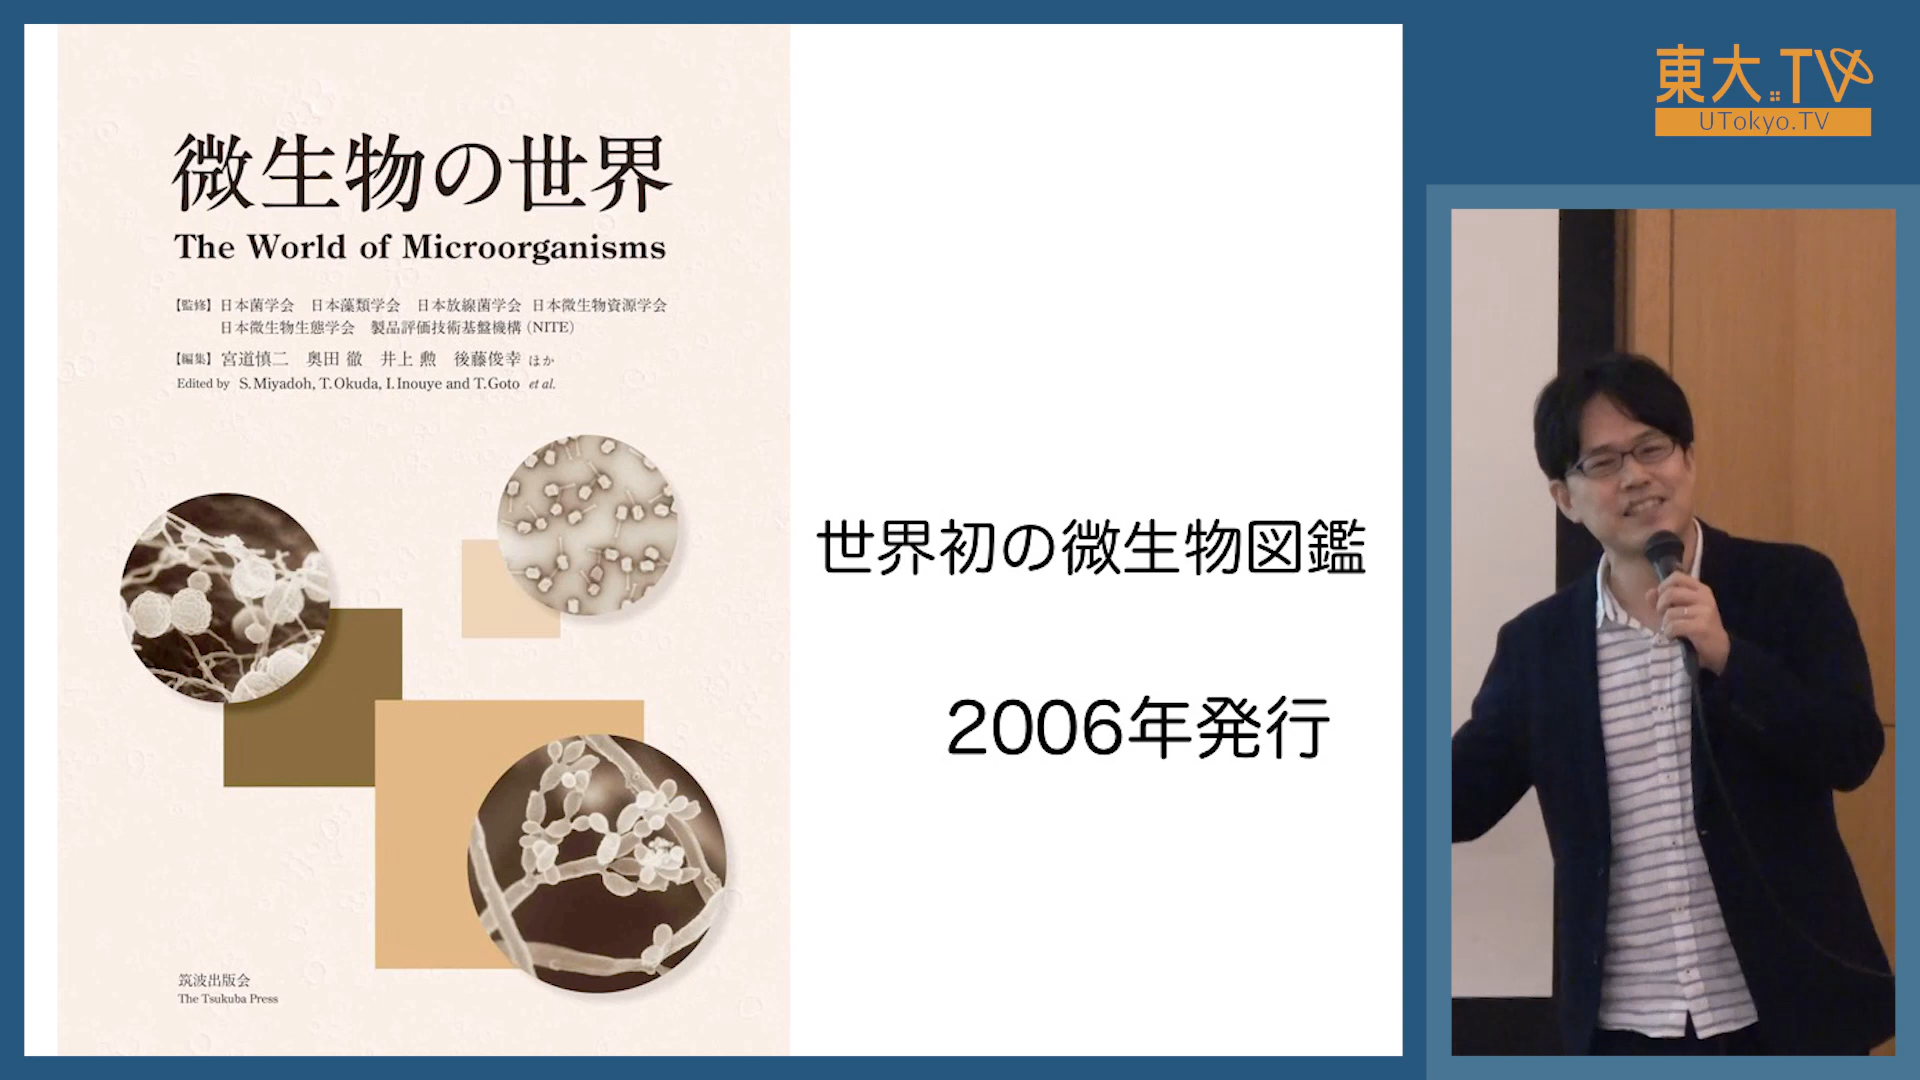 微生物の世界
The World of Microorganisms
【監修】日本菌学会 日本藻類学会 日本放線菌学会 日本微生物資源学会
日本微生物生態学会 製品評価技術基盤機構(NITE)
【編集】宮道慎二 奥田 徹 井上 勲 後藤俊幸 ほか
Edited by S.Miyadoh, T.Okuda, I.Inouye and T.Goto et al.
筑波出版会
The Tsukuba Press
世界初の微生物図鑑
2006年発行
東大TV
UTokyo.TV